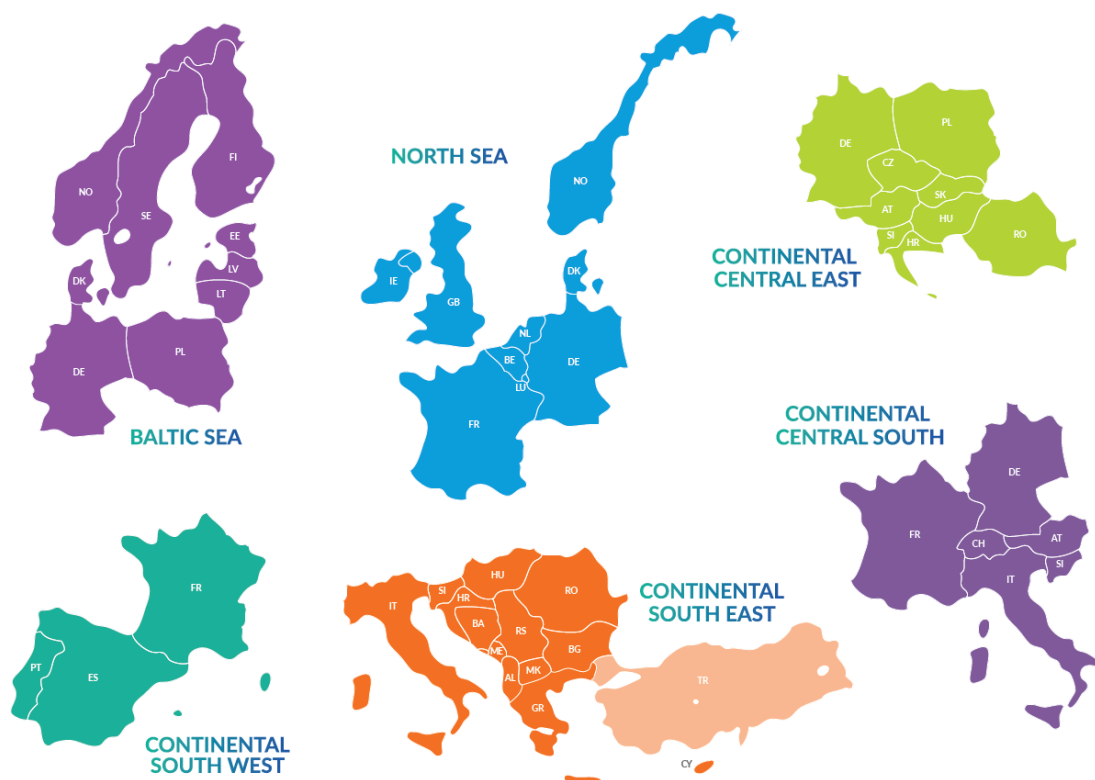 NO
SE
FI
EE
LV
LT
DK
DE
PL
BALTIC SEA
NORTH SEA
NO
IE
GB
DK
NL
BE
LU
DE
FR
PL
DE
CZ
SK
AT
HU
SI
HR
RO
CONTINENTAL
CENTRAL EAST
CONTINENTAL
CENTRAL SOUTH
DE
FR
CH
AT
SI
IT
FR
PT
ES
CONTINENTAL
SOUTH WEST
IT
SI
HU
HR
RO
BA
RS
ME
BG
AL
MK
GR
TR
CY
CONTINENTAL
SOUTH EAST